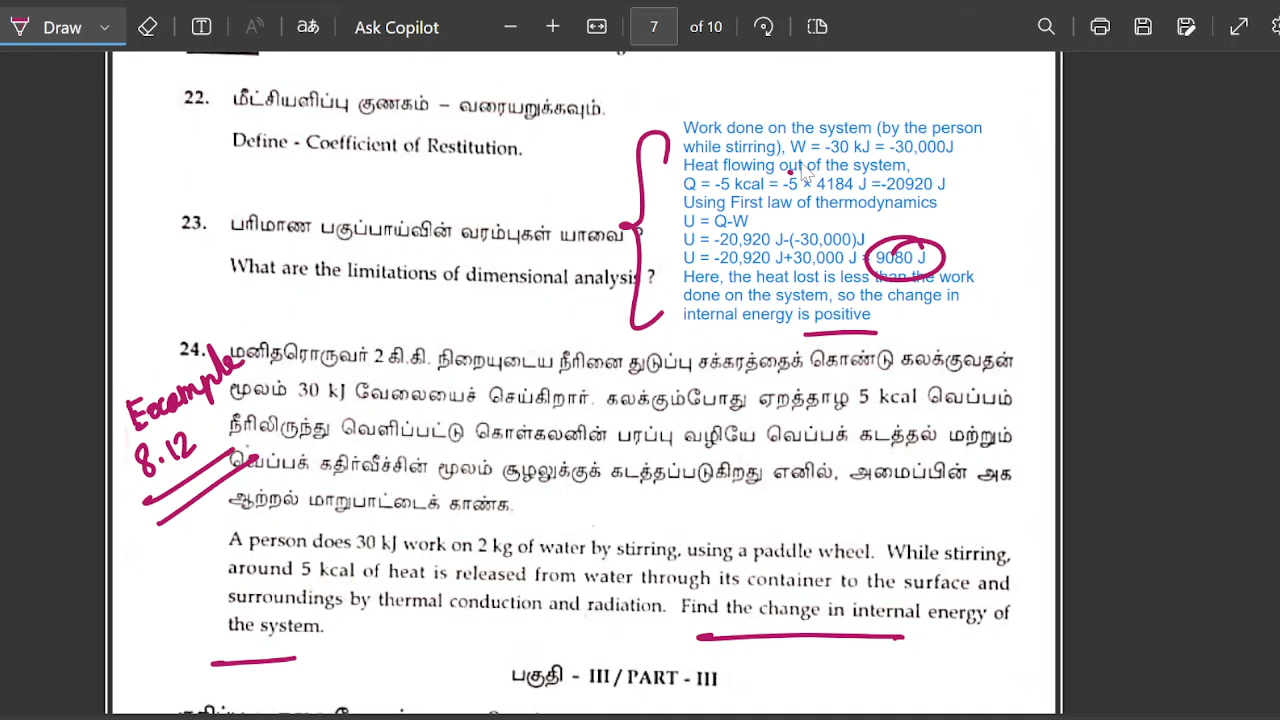 Draw
Ask Copilot
7 of 10
22. மீட்சியளிப்பு குணகம் – வரையறுக்கவும்.
Define - Coefficient of Restitution.
Work done on the system (by the person
while stirring), W = -30 kJ = -30,000J
Heat flowing out of the system,
Q = -5 kcal = -5 × 4184 J =-20920 J
Using First law of thermodynamics
U = Q-W
U = -20,920 J-(-30,000)J
U = -20,920 J+30,000 J = 9080 J
Here, the heat lost is less than the work
done on the system, so the change in
internal energy is positive
23. பரிமாண பகுப்பாய்வின் வரம்புகள் யாவை ?
What are the limitations of dimensional analysis ?
Example
8.12
24. மனிதரொருவர் 2 கி.கி. நிறையுடைய நீரினை துடுப்பு சக்கரத்தைக் கொண்டு கலக்குவதன்
மூலம் 30 kJ வேலையைச் செய்கிறார். கலக்கும்போது ஏறத்தாழ 5 kcal வெப்பம்
நீரிலிருந்து வெளிப்பட்டு கொள்கலனின் பரப்பு வழியே வெப்பக் கடத்தல் மற்றும்
வெப்பக் கதிர்வீச்சின் மூலம் சூழலுக்குக் கடத்தப்படுகிறது எனில், அமைப்பின் அக
ஆற்றல் மாறுபாட்டைக் காண்க.
A person does 30 kJ work on 2 kg of water by stirring, using a paddle wheel. While stirring,
around 5 kcal of heat is released from water through its container to the surface and
surroundings by thermal conduction and radiation. Find the change in internal energy of
the system.
பகுதி - III / PART - III